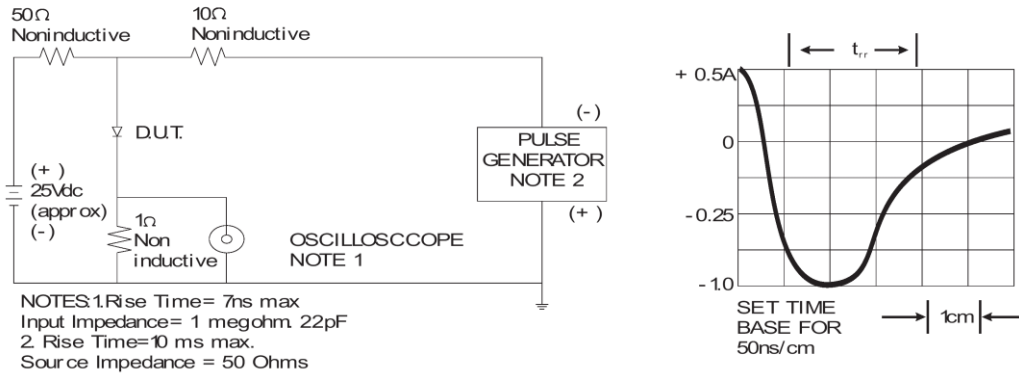 50Ω
Noninductive
10Ω
Noninductive
D.U.T.
(+)
25Vdc
(approx)
(-)
1Ω
Non
inductive
OSCILLOSCCOPE
NOTE 1
(-)
PULSE
GENERATOR
NOTE 2
(+)
NOTES:1.Rise Time= 7ns max
Input Impedance= 1 megohm. 22pF
2. Rise Time=10 ms max.
Source Impedance = 50 Ohms
trr
+ 0.5A
0
-0.25
-1.0
SET TIME
BASE FOR
50ns/cm
1cm